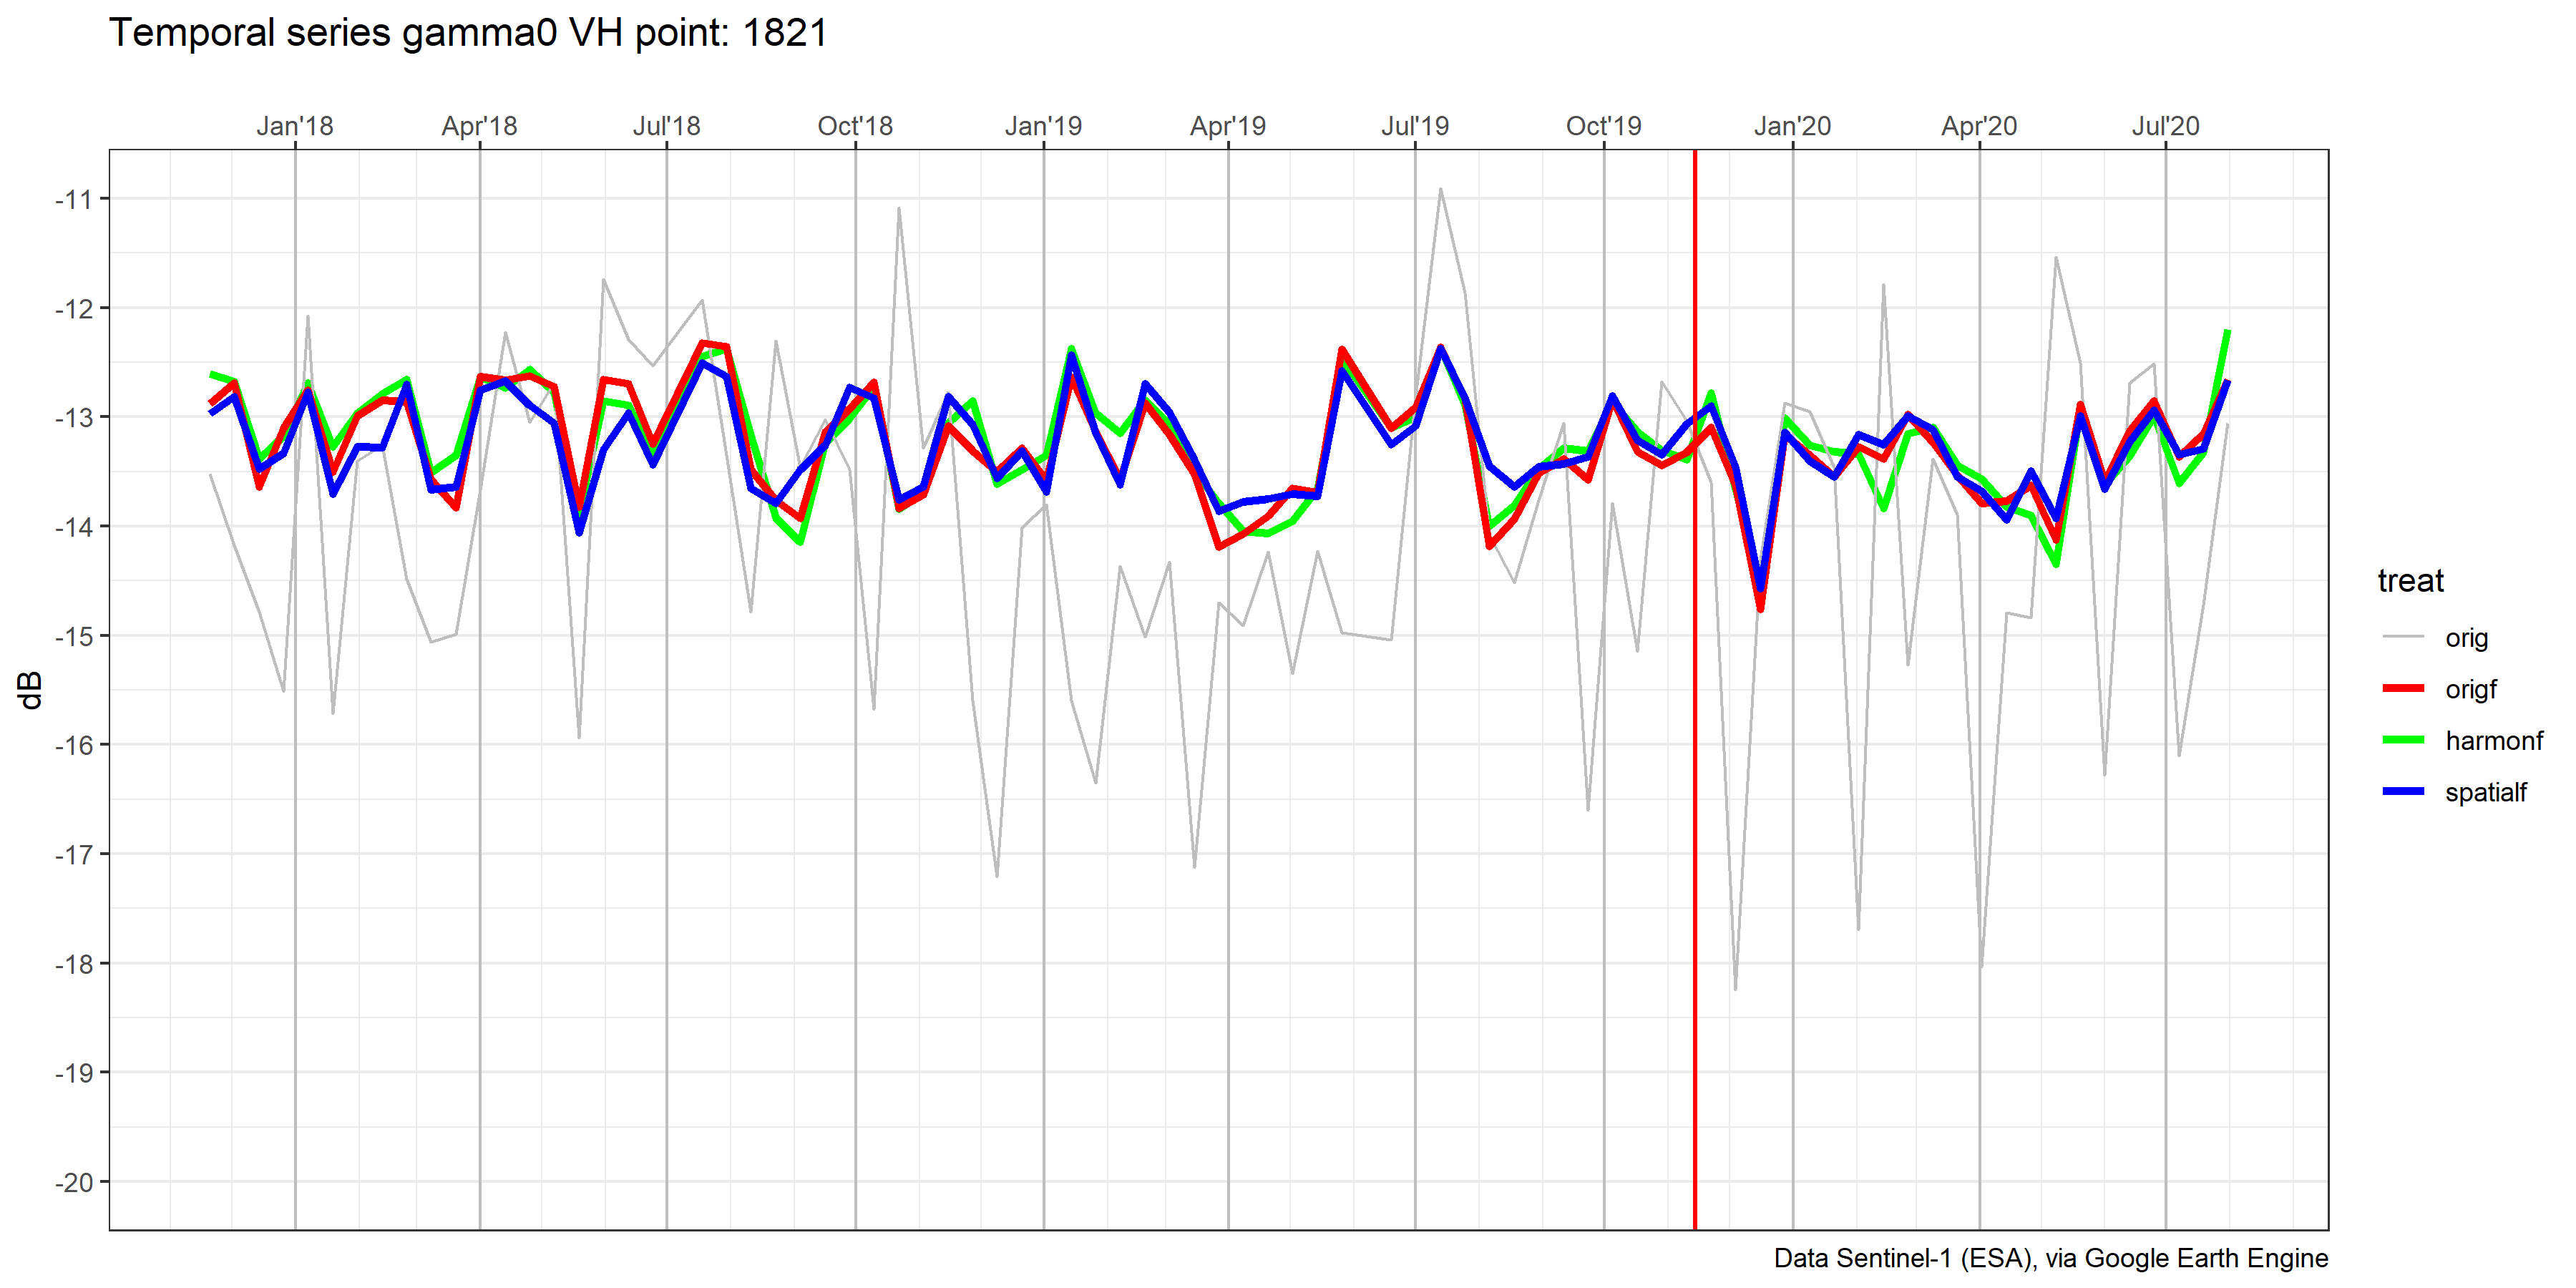 Temporal series gamma0 VH point: 1821
Jan'18 Apr'18 Jul'18 Oct'18 Jan'19 Apr'19 Jul'19 Oct'19 Jan'20 Apr'20 Jul'20
-11
-12
-13
-14
-15
-16
-17
-18
-19
-20
dB
treat
orig
origf
harmonf
spatialf
Data Sentinel-1 (ESA), via Google Earth Engine